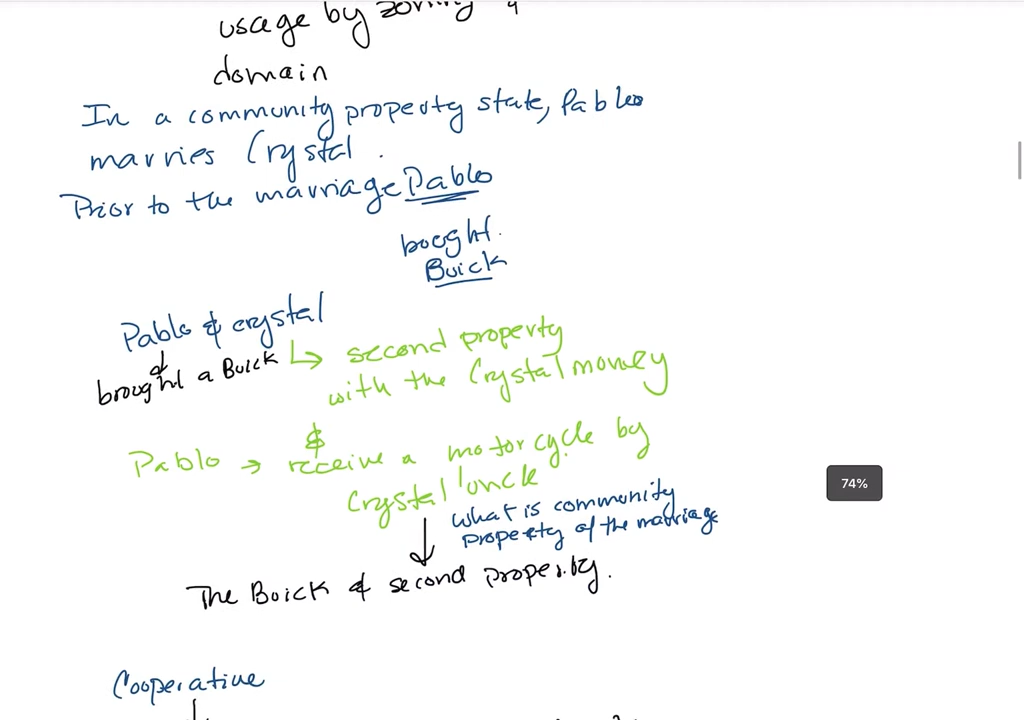 usage by zoning &
domain
In a community property state, Pablo
marries Crystal.
Prior to the marriage Pablo
bought.
Buick
Pablo & crystal
brought a Buick
↳ second property
with the Crystal money
Pablo → receive a motorcycle by
&
Crystal 'uncle
What is community
property of the marriage
The Buick & second property.
74%
Cooperative